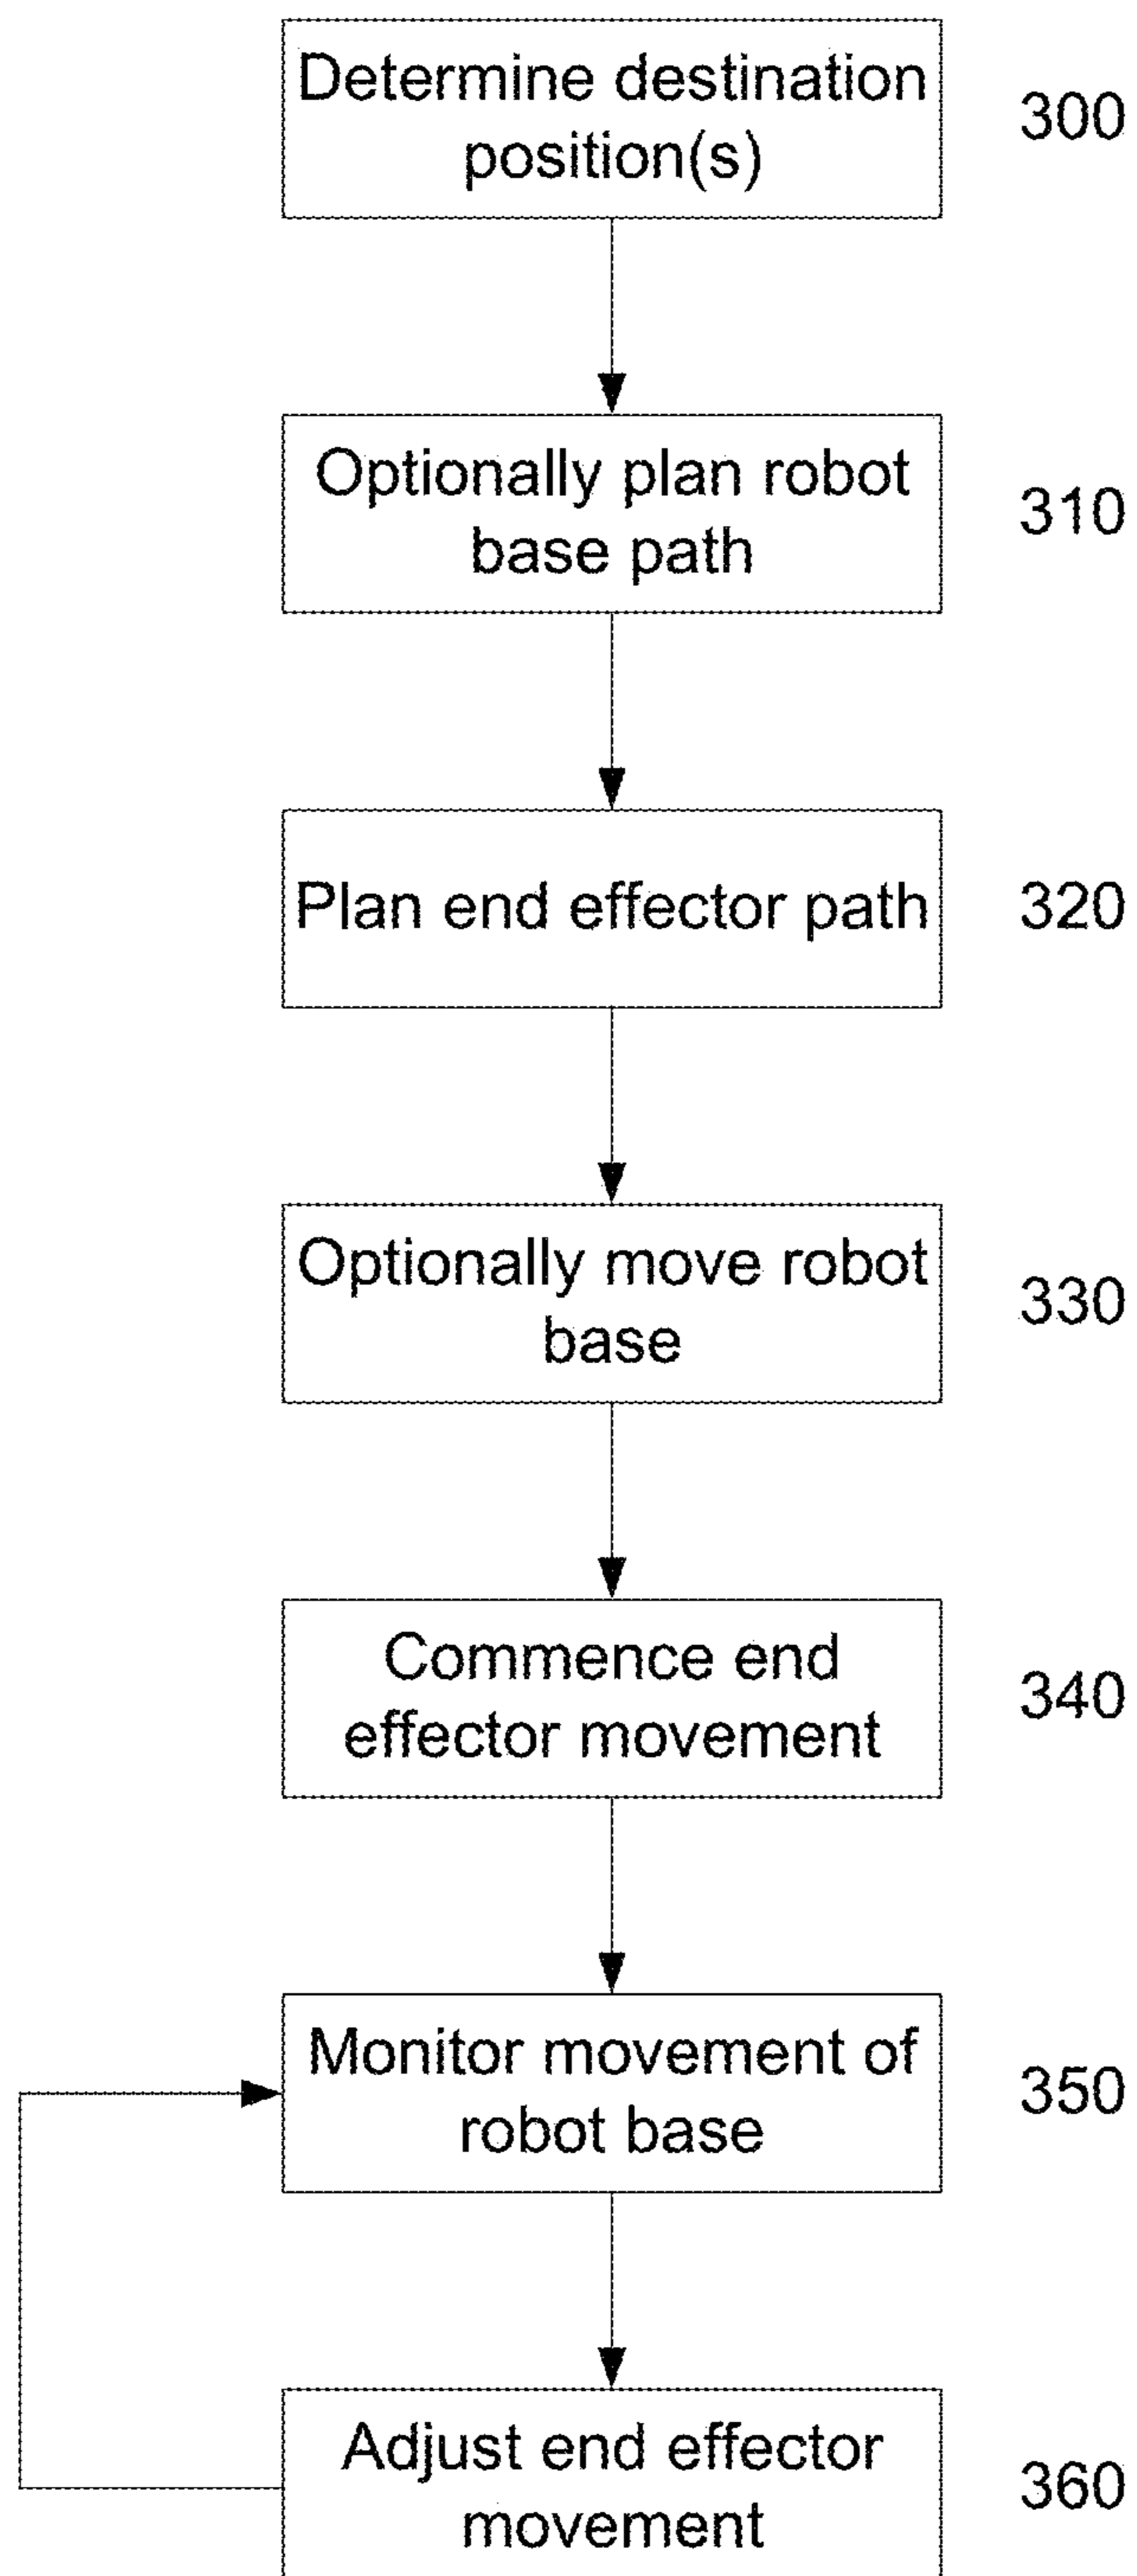 Determine destination
position(s)
300
Optionally plan robot
base path
310
Plan end effector path
320
Optionally move robot
base
330
Commence end
effector movement
340
Monitor movement of
robot base
350
Adjust end effector
movement
360